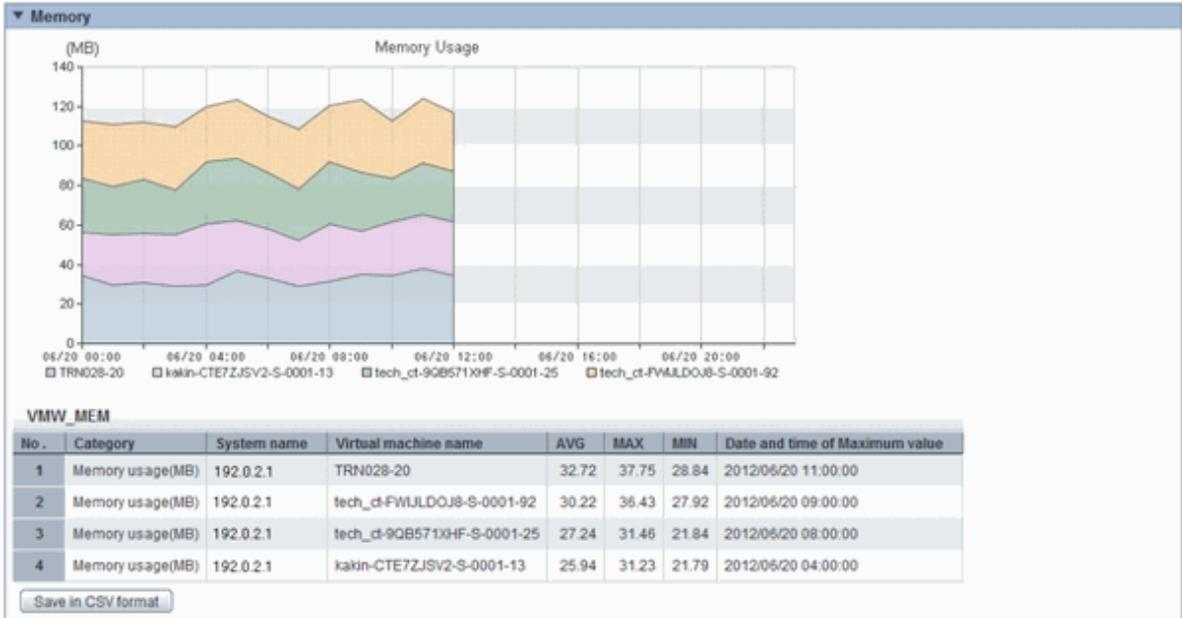 Memory
(MB) Memory Usage
140
120
100
80
60
40
20
0
06/20 00:00 06/20 04:00 06/20 08:00 06/20 12:00 06/20 16:00 06/20 20:00
TRN028-20 kakin-CTE7ZJSV2-S-0001-13 tech_ct-9QB571XHF-S-0001-25 tech_ct-FWIJLDOJ8-S-0001-92
VMW_MEM
No. Category System name Virtual machine name AVG MAX MIN Date and time of Maximum value
1 Memory usage(MB) 192.0.2.1 TRN028-20 32.72 37.75 28.84 2012/06/20 11:00:00
2 Memory usage(MB) 192.0.2.1 tech_ct-FWIJLDOJ8-S-0001-92 30.22 36.43 27.92 2012/06/20 09:00:00
3 Memory usage(MB) 192.0.2.1 tech_ct-9QB571XHF-S-0001-25 27.24 31.46 21.84 2012/06/20 08:00:00
4 Memory usage(MB) 192.0.2.1 kakin-CTE7ZJSV2-S-0001-13 25.94 31.23 21.79 2012/06/20 04:00:00
Save in CSV format